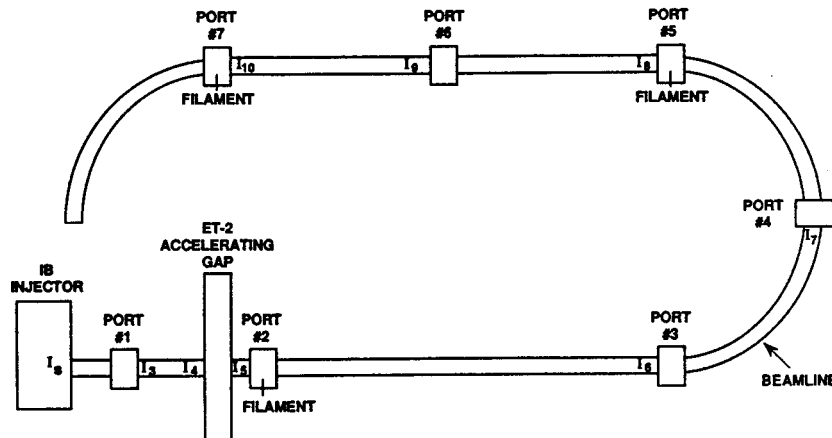 PORT
#7
PORT
#6
PORT
#5
I10
I9
I8
FILAMENT
FILAMENT
PORT
#4
I7
ET-2
ACCELERATING
GAP
IB
INJECTOR
PORT
#1
PORT
#2
PORT
#3
Is
I3
I4
I5
I6
FILAMENT
BEAMLINE